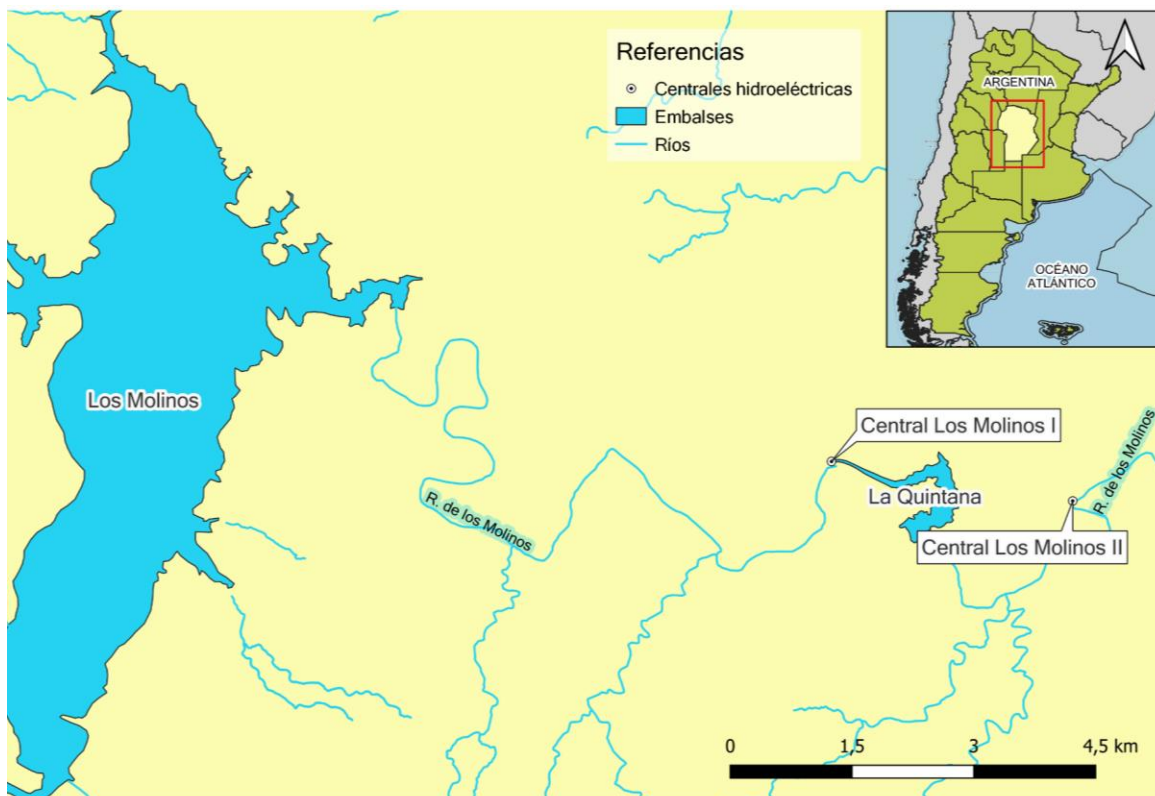 Referencias
Centrales hidroeléctricas
Embalses
Ríos
ARGENTINA
OCÉANO
ATLÁNTICO
Los Molinos
R. de los Molinos
Central Los Molinos I
La Quintana
R. de los Molinos
Central Los Molinos II
0 1,5 3 4,5 km